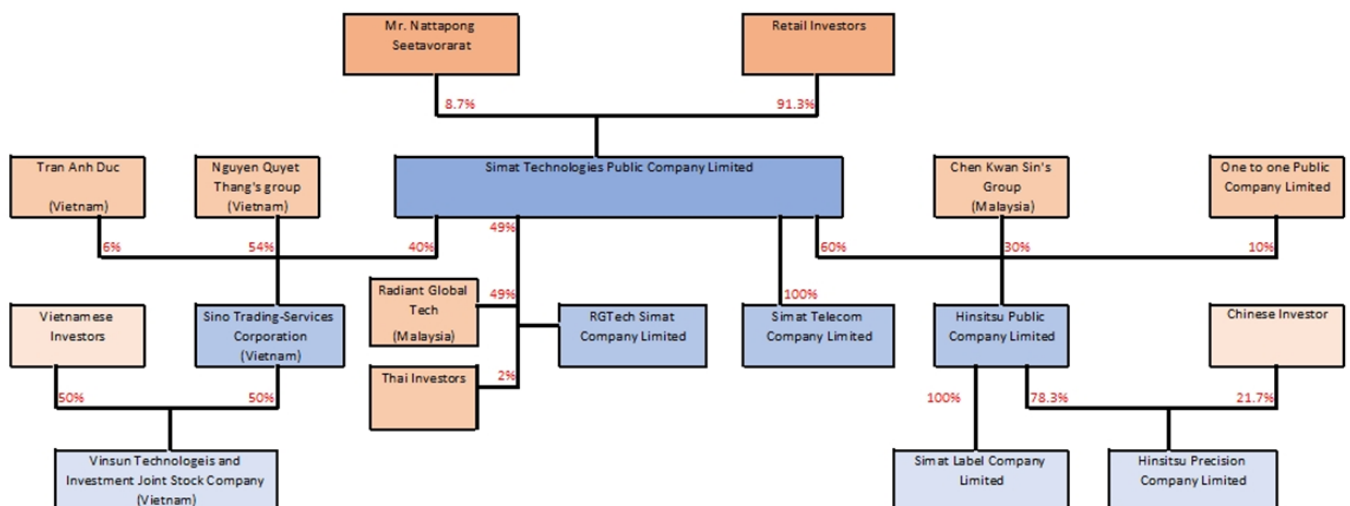 Mr. Nattapong
Seetavorarat
Retail Investors
8.7%
91.3%
Tran Anh Duc
(Vietnam)
Nguyen Quyet
Thang's group
(Vietnam)
Simat Technologies Public Company Limited
Chen Kwan Sin's
Group
(Malaysia)
One to one Public
Company Limited
6%
54%
40%
49%
60%
30%
10%
Radiant Global
Tech
(Malaysia)
49%
100%
Vietnamese
Investors
Sino Trading-Services
Corporation
(Vietnam)
RGTech Simat
Company Limited
Simat Telecom
Company Limited
Hinsitsu Public
Company Limited
Chinese Investor
Thai Investors
2%
50%
50%
100%
78.3%
21.7%
Vinsun Technologeis and
Investment Joint Stock Company
(Vietnam)
Simat Label Company
Limited
Hinsitsu Precision
Company Limited